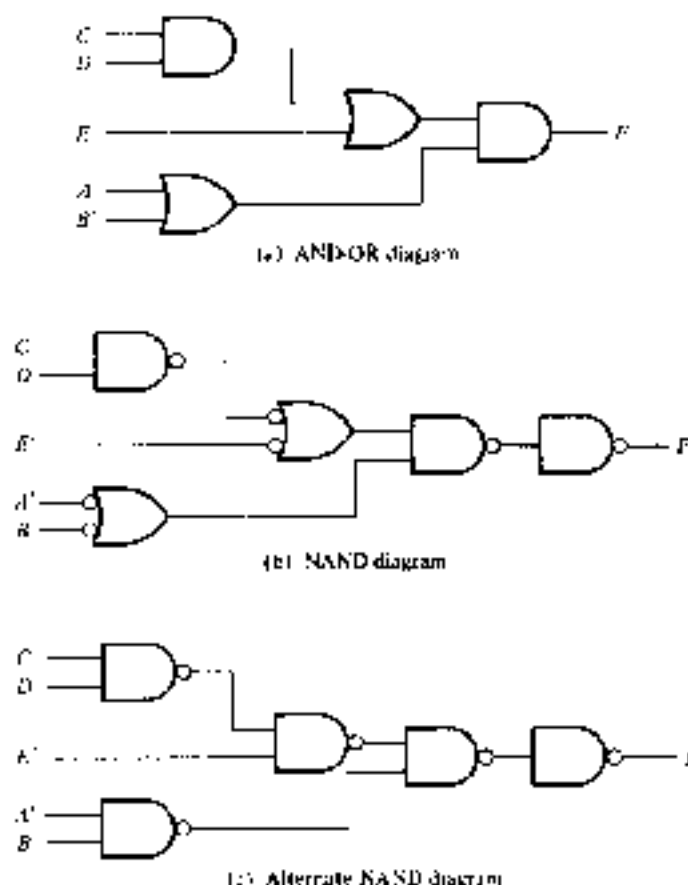 C
D
E
F
A
B'
(a) AND-OR diagram
C
D
E'
F
A'
B
(b) NAND diagram
C
D
E'
A'
B
(c) Alternate NAND diagram